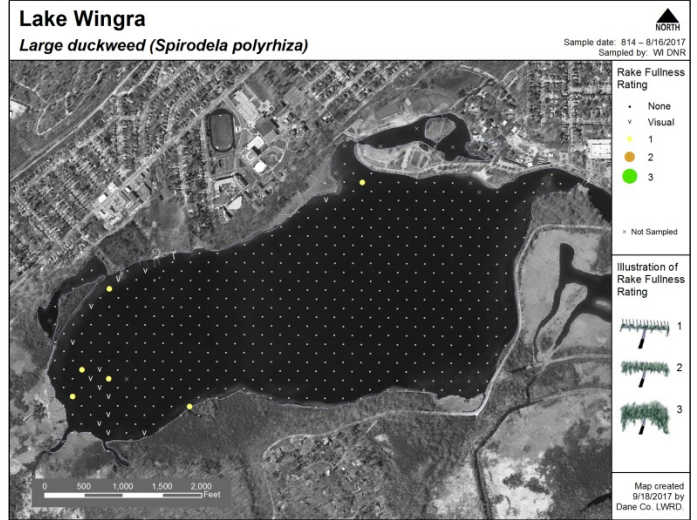 Lake Wingra
Large duckweed (Spirodela polyrhiza)
NORTH
Sample date: 814 – 8/16/2017
Sampled by: WI DNR
Rake Fullness
Rating
None
v Visual
1
2
3
× Not Sampled
Illustration of
Rake Fullness
Rating
1
2
3
0 500 1,000 1,500 2,000
Feet
Map created
9/18/2017 by
Dane Co. LWRD.